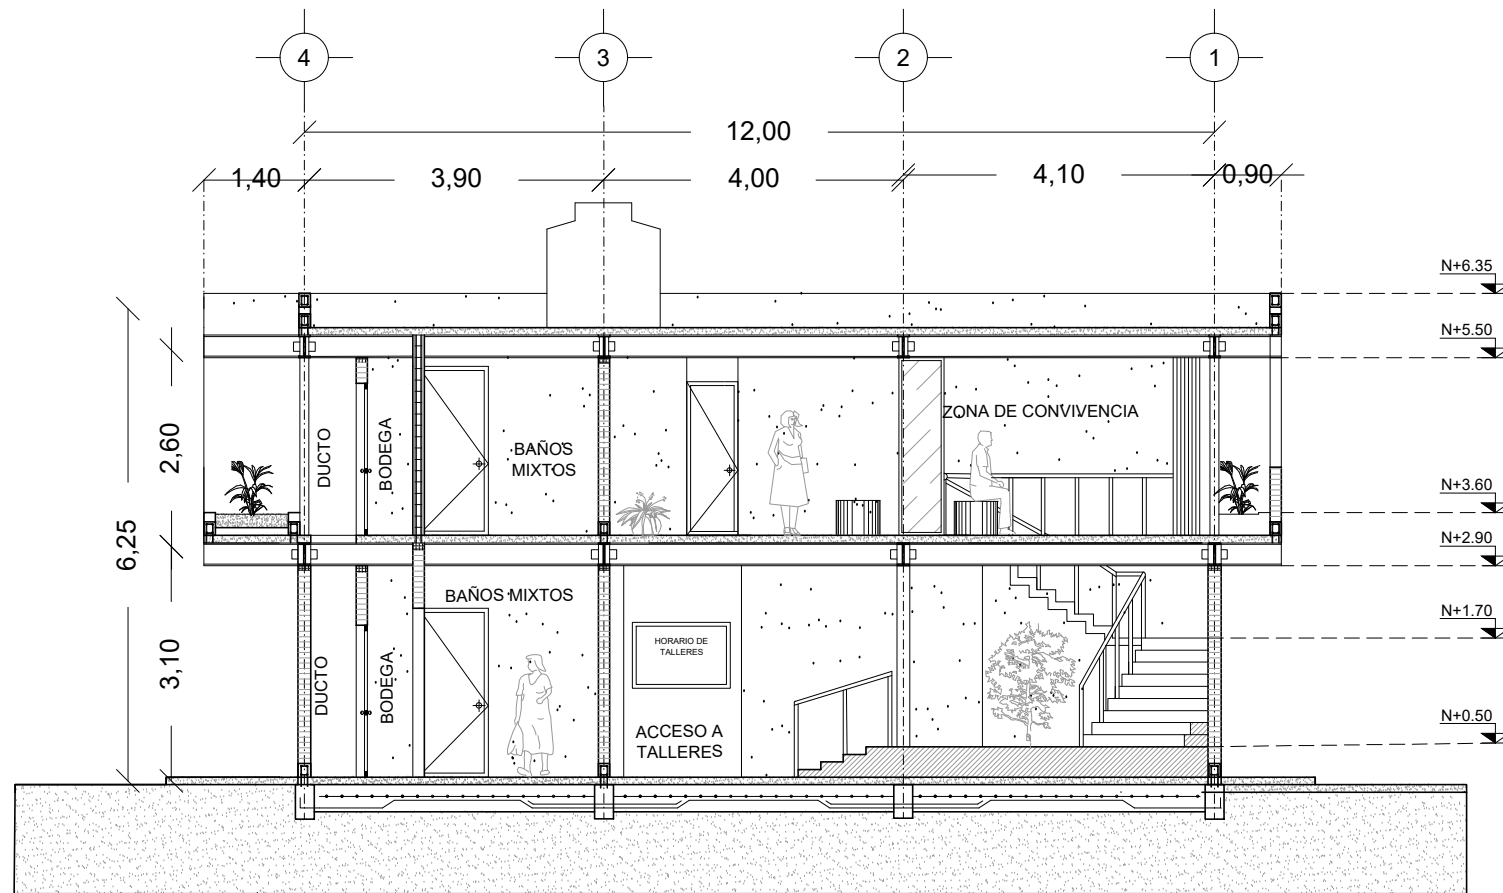 4
3
2
1
12,00
1,40
3,90
4,00
4,10
0,90
N+6.35
N+5.50
2,60
DUCTO
BODEGA
BAÑOS
MIXTOS
ZONA DE CONVIVENCIA
N+3.60
N+2.90
6,25
3,10
DUCTO
BODEGA
BAÑOS MIXTOS
HORARIO DE
TALLERES
ACCESO A
TALLERES
N+1.70
N+0.50